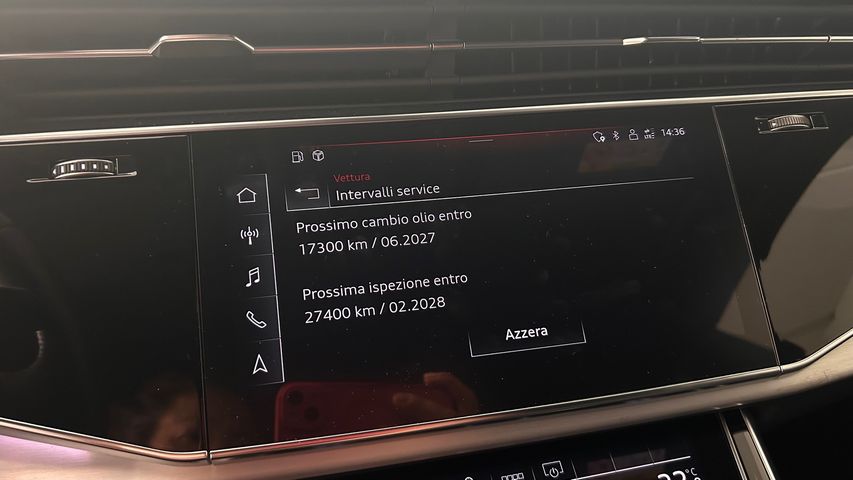 14:36
Vettura
Intervalli service
Prossimo cambio olio entro
17300 km / 06.2027
Prossima ispezione entro
27400 km / 02.2028
Azzera